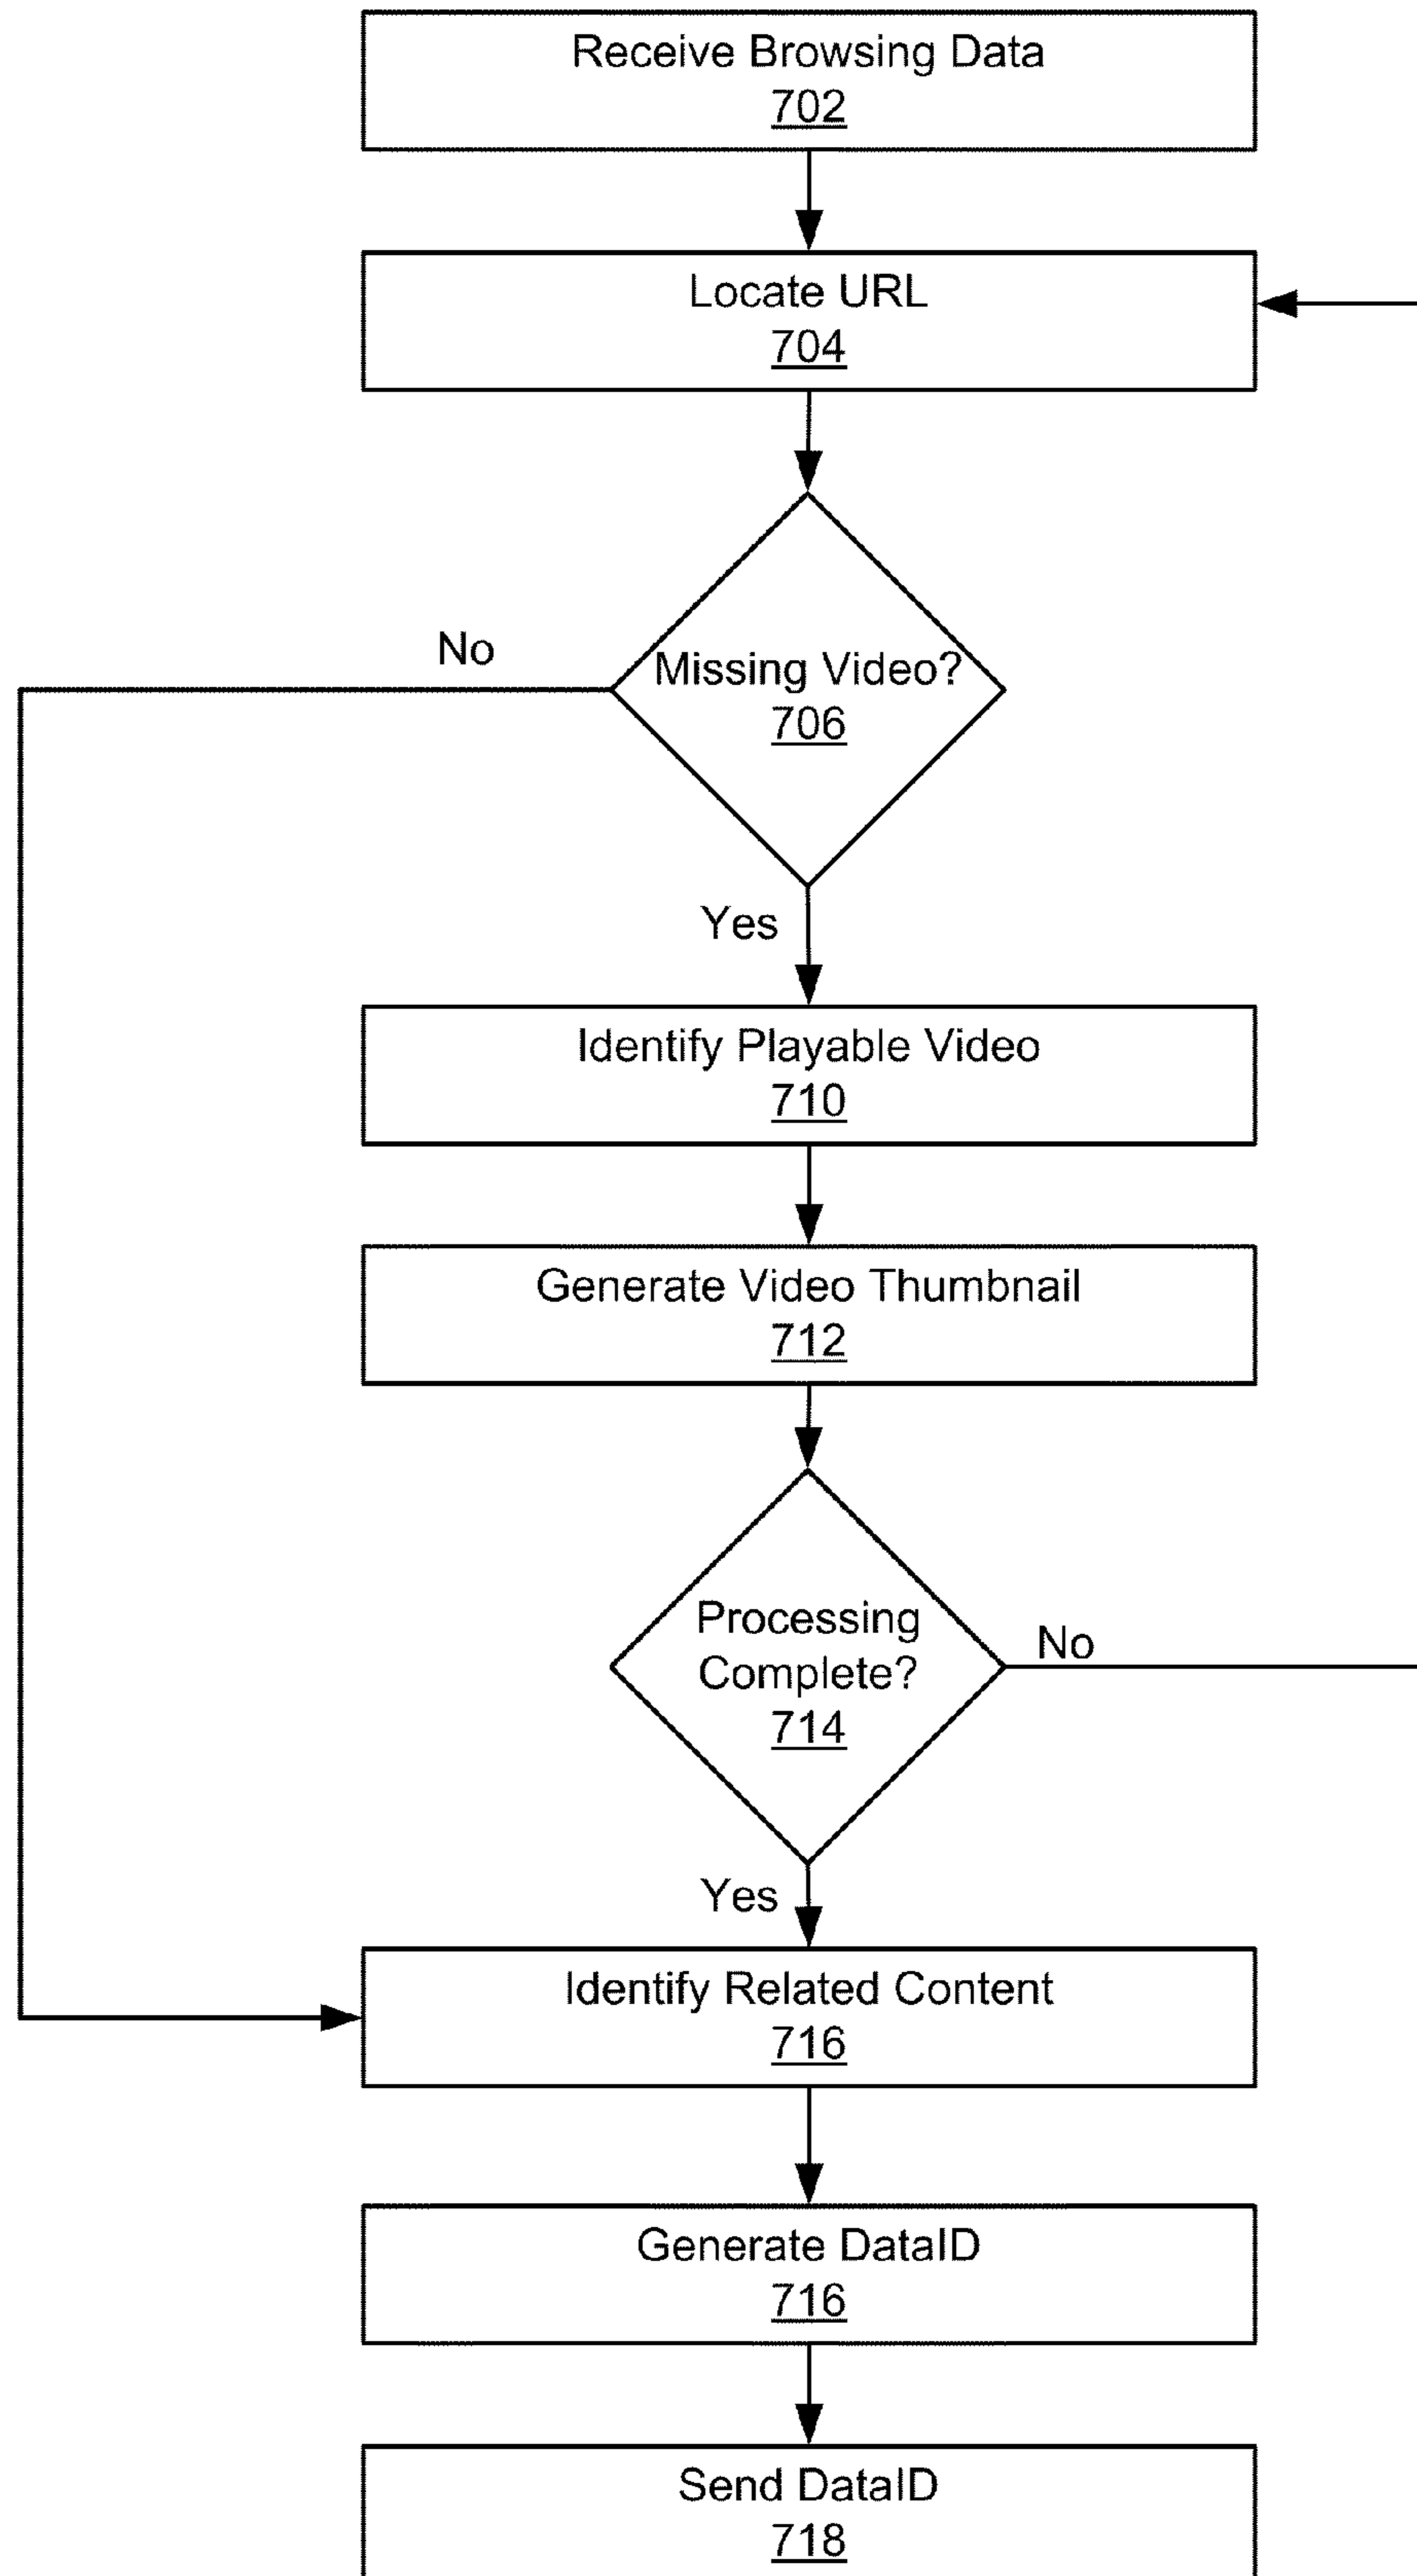 Receive Browsing Data
702
Locate URL
704
No
Missing Video?
706
Yes
Identify Playable Video
710
Generate Video Thumbnail
712
Processing
Complete?
714
No
Yes
Identify Related Content
716
Generate DataID
716
Send DataID
718